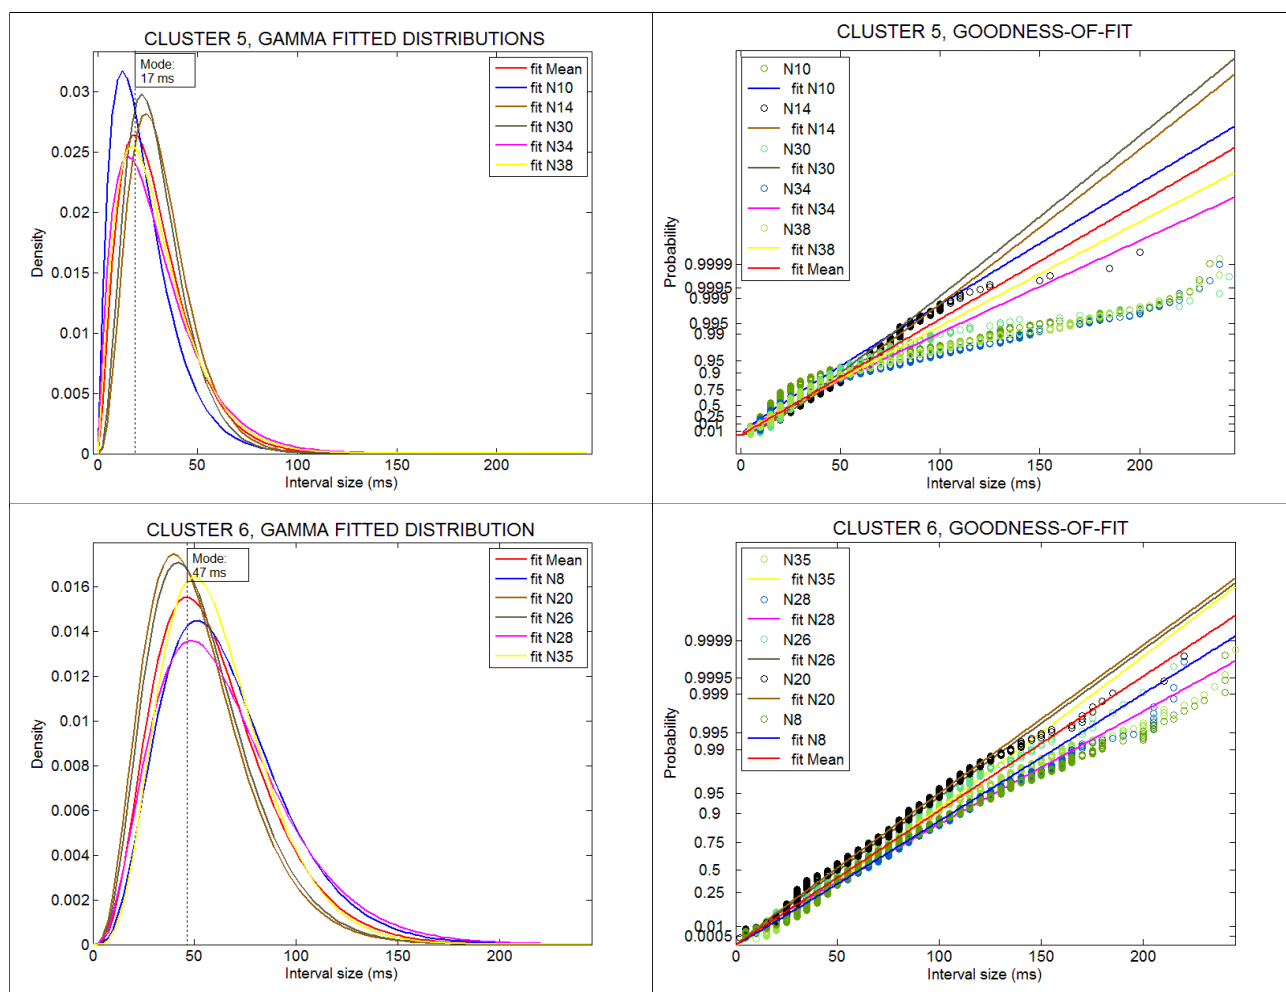 CLUSTER 5, GAMMA FITTED DISTRIBUTIONS
Mode:
17 ms
fit Mean
fit N10
fit N14
fit N30
fit N34
fit N38
0.03
0.025
0.02
0.015
0.01
0.005
0
Density
0
50
100
150
200
Interval size (ms)
CLUSTER 5, GOODNESS-OF-FIT
N10
fit N10
N14
fit N14
N30
fit N30
N34
fit N34
N38
fit N38
fit Mean
Probability
0.9999
0.9995
0.999
0.995
0.99
0.95
0.9
0.75
0.5
0.25
0.1
0.01
0
50
100
150
200
Interval size (ms)
CLUSTER 6, GAMMA FITTED DISTRIBUTION
Mode:
47 ms
fit Mean
fit N8
fit N20
fit N26
fit N28
fit N35
0.016
0.014
0.012
0.01
0.008
0.006
0.004
0.002
0
Density
0
50
100
150
200
Interval size (ms)
CLUSTER 6, GOODNESS-OF-FIT
N35
fit N35
N28
fit N28
N26
fit N26
N20
fit N20
N8
fit N8
fit Mean
Probability
0.9999
0.9995
0.999
0.995
0.99
0.95
0.9
0.75
0.5
0.25
0.01
0.0005
0
50
100
150
200
Interval size (ms)